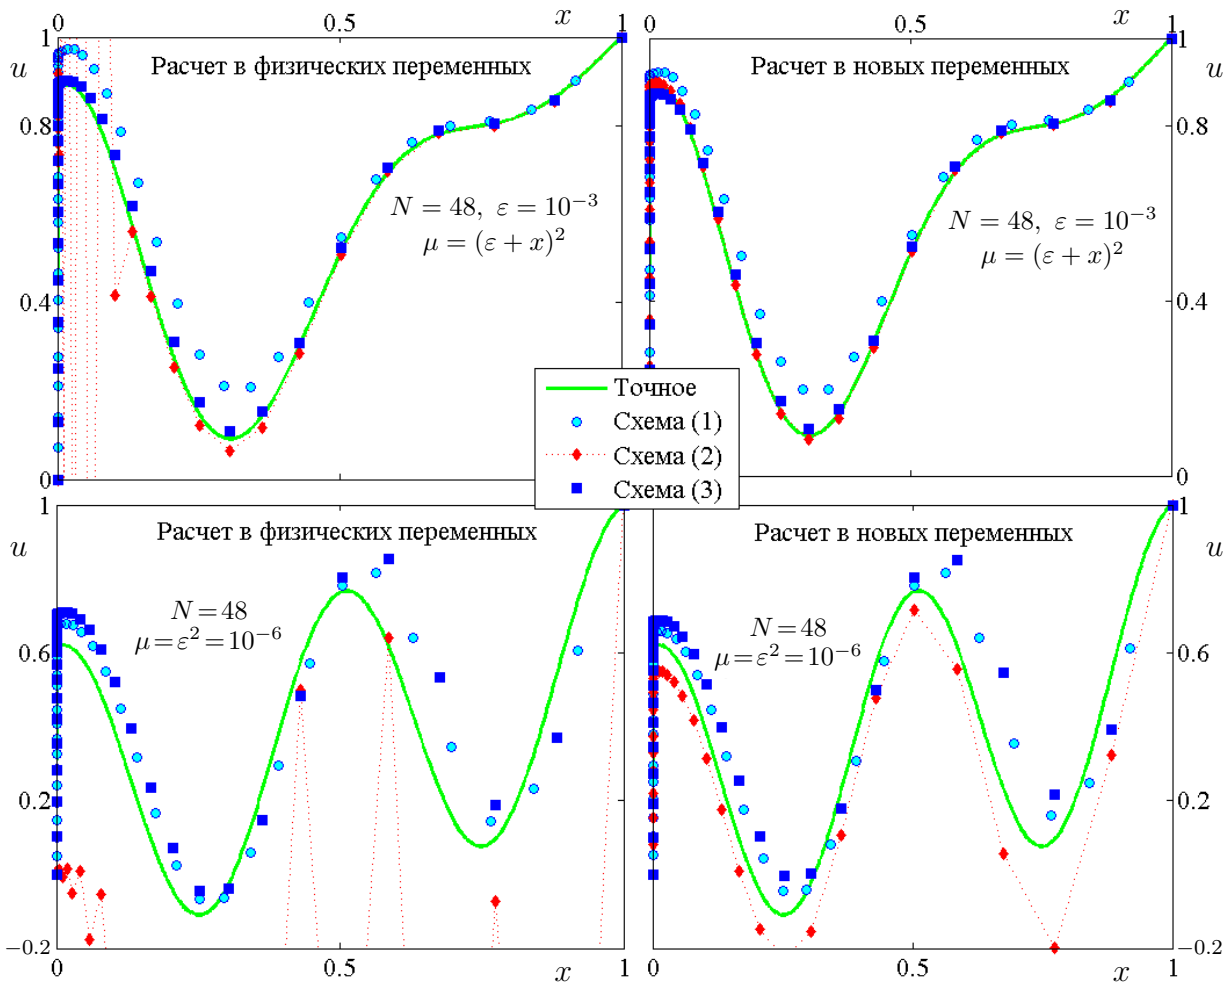 0 0.5 x 1 0 0.5 x 1
1 1
u Расчет в физических переменных Расчет в новых переменных u
0.8 0.8
N = 48, ε = 10⁻³ N = 48, ε = 10⁻³
μ = (ε + x)² μ = (ε + x)²
0.4 0.4
Точное
Схема (1)
Схема (2)
Схема (3)
0 0
1 1
u Расчет в физических переменных Расчет в новых переменных u
N = 48 N = 48
μ = ε² = 10⁻⁶ μ = ε² = 10⁻⁶
0.6 0.6
0.2 0.2
−0.2 −0.2
0 0.5 x 1 0 0.5 x 1